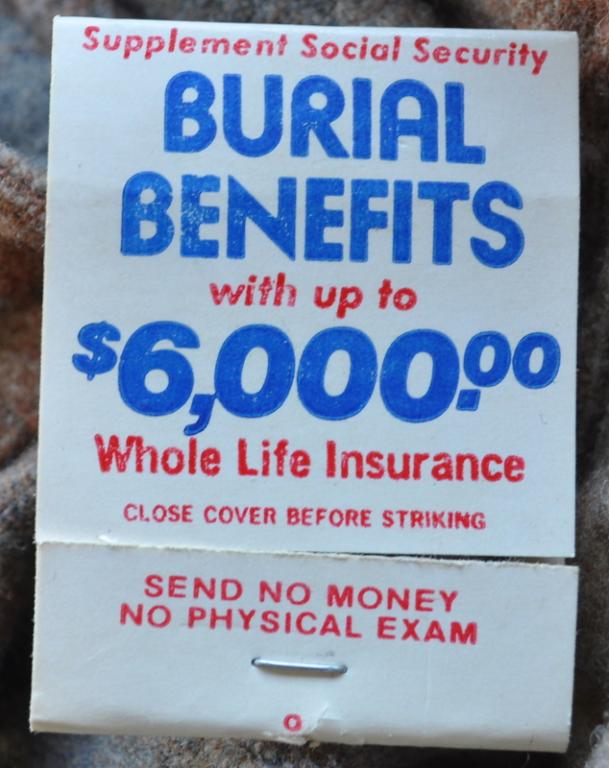 Supplement Social Security
BURIAL
BENEFITS
with up to
$6,000.00
Whole Life Insurance
CLOSE COVER BEFORE STRIKING
SEND NO MONEY
NO PHYSICAL EXAM
O